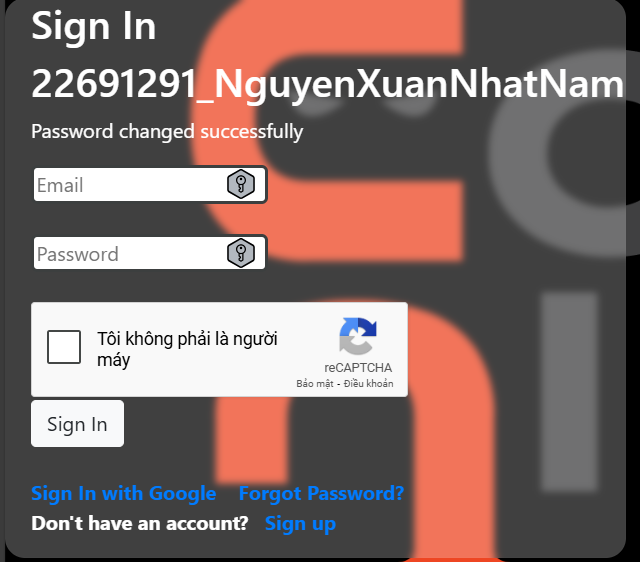 Sign In
22691291_NguyenXuanNhatNam
Password changed successfully
Email
Password
Tôi không phải là người
máy
reCAPTCHA
Bảo mật - Điều khoản
Sign In
Sign In with Google Forgot Password?
Don't have an account? Sign up